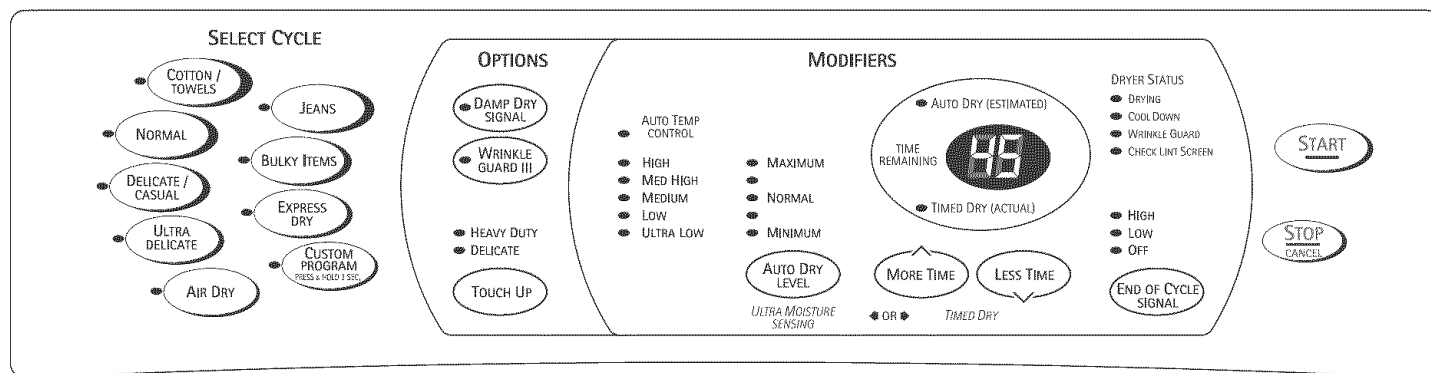 SELECT CYCLE
COTTON /
TOWELS
JEANS
NORMAL
BULKY ITEMS
DELICATE /
CASUAL
EXPRESS
DRY
ULTRA
DELICATE
CUSTOM
PROGRAM
PRESS & HOLD 3 SEC.
AIR DRY
OPTIONS
DAMP DRY
SIGNAL
WRINKLE
GUARD III
HEAVY DUTY
DELICATE
TOUCH UP
MODIFIERS
AUTO TEMP
CONTROL
HIGH
MED HIGH
MEDIUM
LOW
ULTRA LOW
MAXIMUM
NORMAL
MINIMUM
AUTO DRY
LEVEL
ULTRA MOISTURE
SENSING
OR
TIMED DRY
AUTO DRY (ESTIMATED)
TIME
REMAINING
45
TIMED DRY (ACTUAL)
MORE TIME
LESS TIME
DRYER STATUS
DRYING
COOL DOWN
WRINKLE GUARD
CHECK LINT SCREEN
HIGH
LOW
OFF
END OF CYCLE
SIGNAL
START
STOP
CANCEL